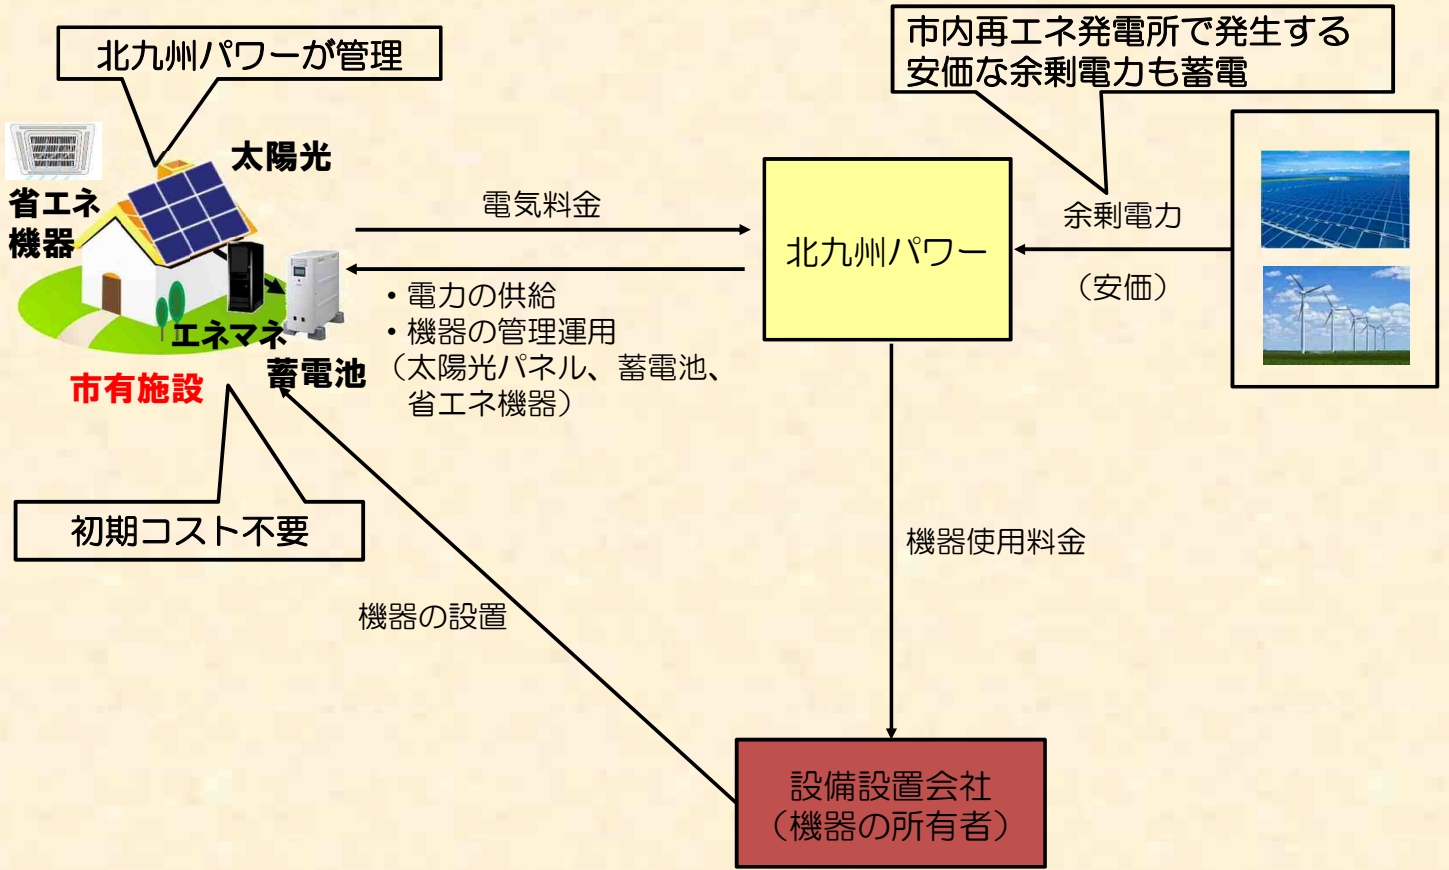 北九州パワーが管理
市内再エネ発電所で発生する
安価な余剰電力も蓄電
太陽光
省エネ
機器
エネマネ
蓄電池
市有施設
初期コスト不要
電気料金
・電力の供給
・機器の管理運用
（太陽光パネル、蓄電池、
省エネ機器）
北九州パワー
余剰電力
（安価）
機器使用料金
機器の設置
設備設置会社
（機器の所有者）